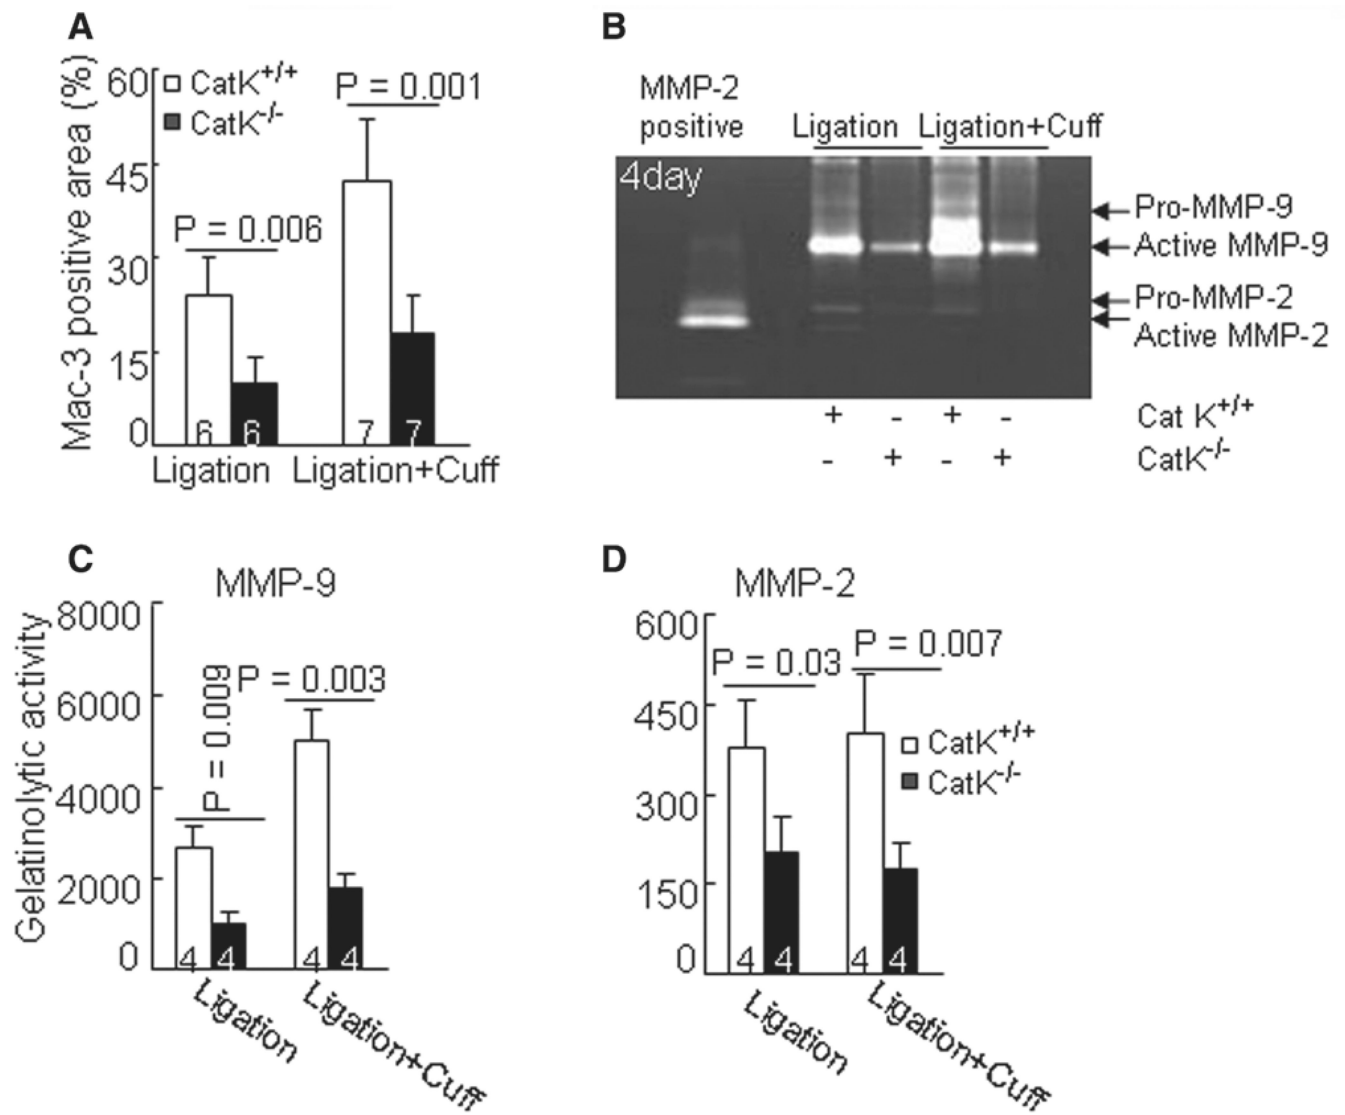 A
Mac-3 positive area (%)
60
45
30
15
0
CatK+/+
CatK-/-
P = 0.001
P = 0.006
6
6
7
7
Ligation
Ligation+Cuff
B
MMP-2
positive
Ligation
Ligation+Cuff
4day
Pro-MMP-9
Active MMP-9
Pro-MMP-2
Active MMP-2
+ - + - Cat K+/+
- + - + CatK-/-
C
MMP-9
Gelatinolytic activity
8000
6000
4000
2000
0
P = 0.009
P = 0.003
4
4
4
4
Ligation
Ligation+Cuff
D
MMP-2
600
450
300
150
0
P = 0.03
P = 0.007
CatK+/+
CatK-/-
4
4
4
4
Ligation
Ligation+Cuff